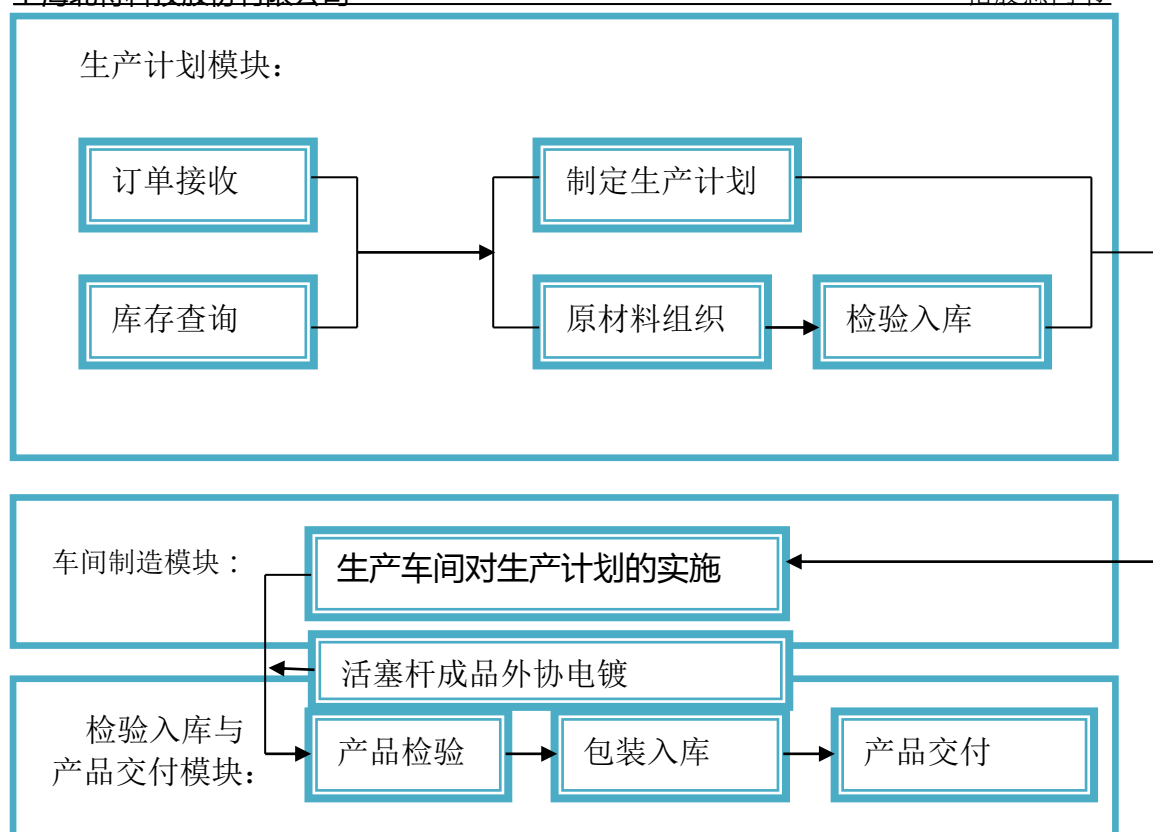 生产计划模块：
订单接收
制定生产计划
库存查询
原材料组织
检验入库
车间制造模块：
生产车间对生产计划的实施
活塞杆成品外协电镀
检验入库与
产品交付模块：
产品检验
包装入库
产品交付